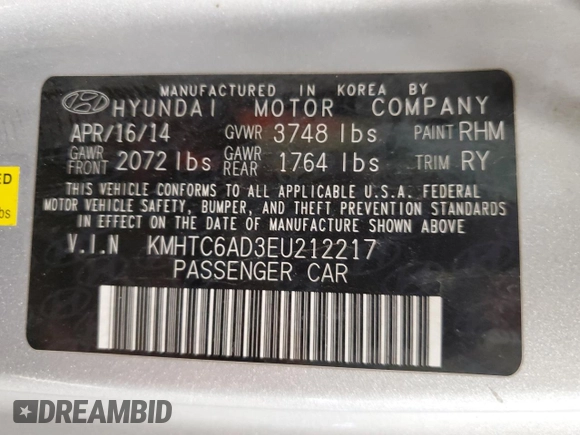 MANUFACTURED IN KOREA BY
HYUNDAI MOTOR COMPANY
APR/16/14 GVWR 3748 lbs PAINT RHM
GAWR FRONT 2072 lbs GAWR REAR 1764 lbs TRIM RY
THIS VEHICLE CONFORMS TO ALL APPLICABLE U.S.A. FEDERAL
MOTOR VEHICLE SAFETY, BUMPER, AND THEFT PREVENTION STANDARDS
IN EFFECT ON THE DATE OF MANUFACTURE SHOWN ABOVE.
V.I.N KMHTC6AD3EU212217
PASSENGER CAR
ED
lbs
DREAMBID